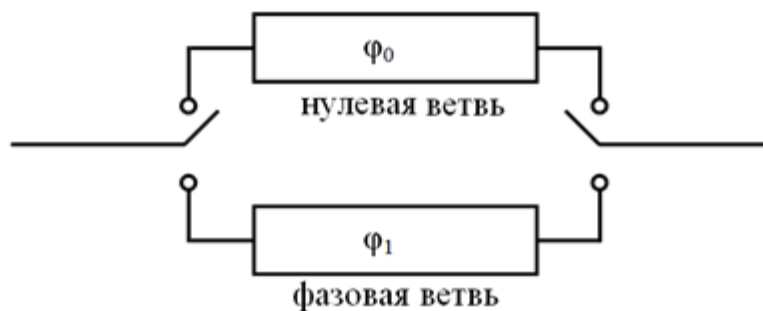 φ₀
нулевая ветвь
φ₁
фазовая ветвь